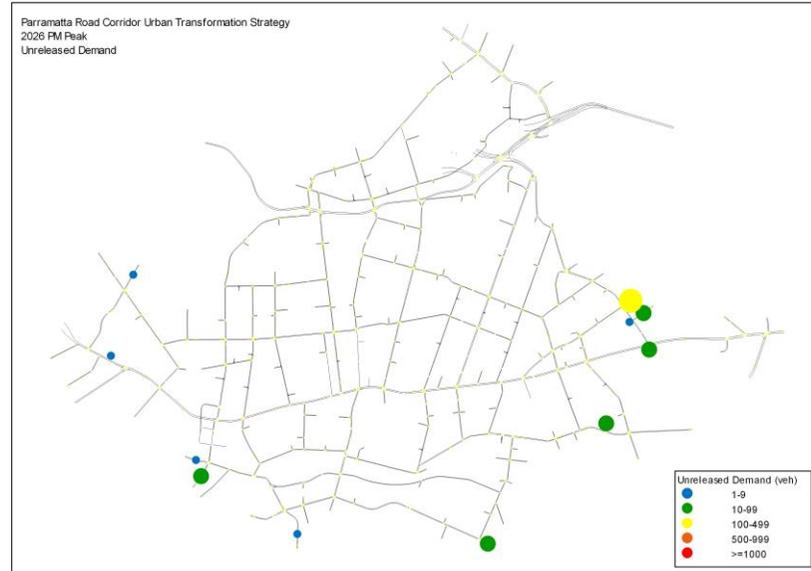 Parramatta Road Corridor Urban Transformation Strategy
2026 PM Peak
Unreleased Demand
Unreleased Demand (veh)
1-9
10-99
100-499
500-999
>=1000